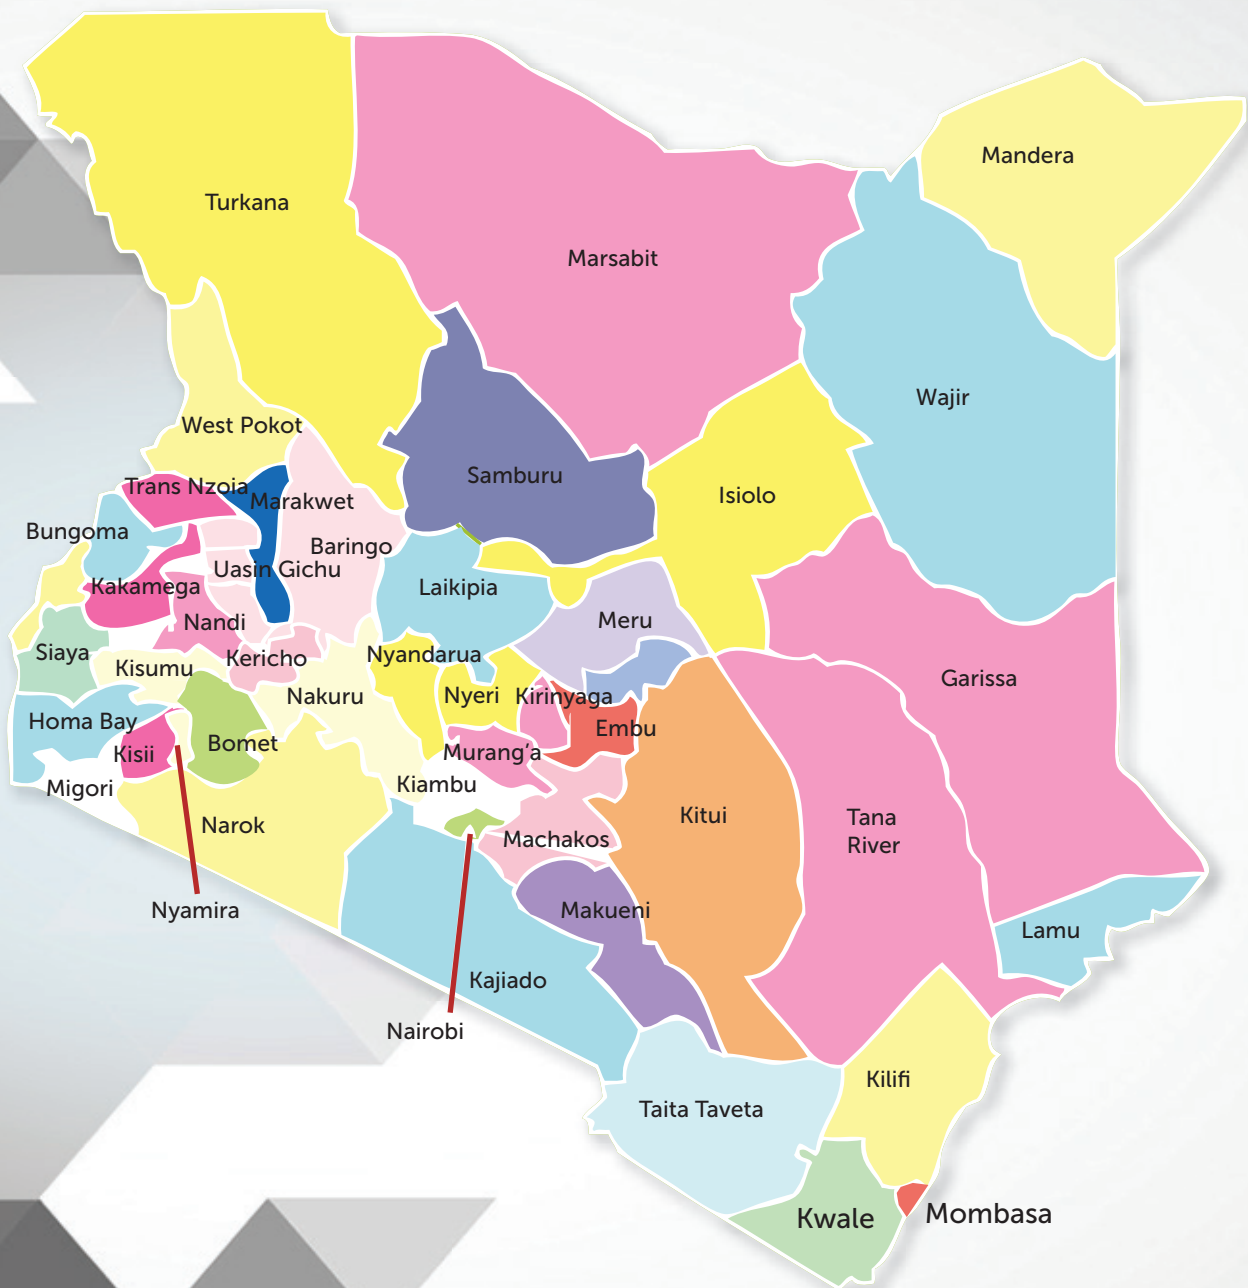 Mandera
Turkana
Marsabit
Wajir
West Pokot
Samburu
Trans Nzoia
Isiolo
Marakwet
Bungoma
Baringo
Uasin Gichu
Kakamega
Laikipia
Nandi
Meru
Siaya
Kericho
Nyandarua
Kisumu
Garissa
Nakuru
Nyeri
Kirinyaga
Homa Bay
Embu
Bomet
Kisii
Murang’a
Migori
Kiambu
Kitui
Tana
River
Narok
Machakos
Nyamira
Makueni
Lamu
Kajiado
Nairobi
Kilifi
Taita Taveta
Kwale
Mombasa